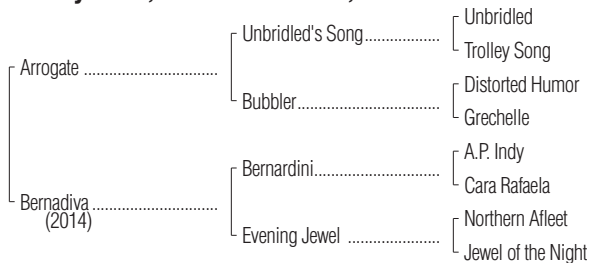 Unbridled
Unbridled's Song..................
Trolley Song
Arrogate ................................
Distorted Humor
Bubbler..................................
Grechelle
A.P. Indy
Bernardini..............................
Cara Rafaela
Bernadiva ..............................
(2014)
Northern Afleet
Evening Jewel ......................
Jewel of the Night